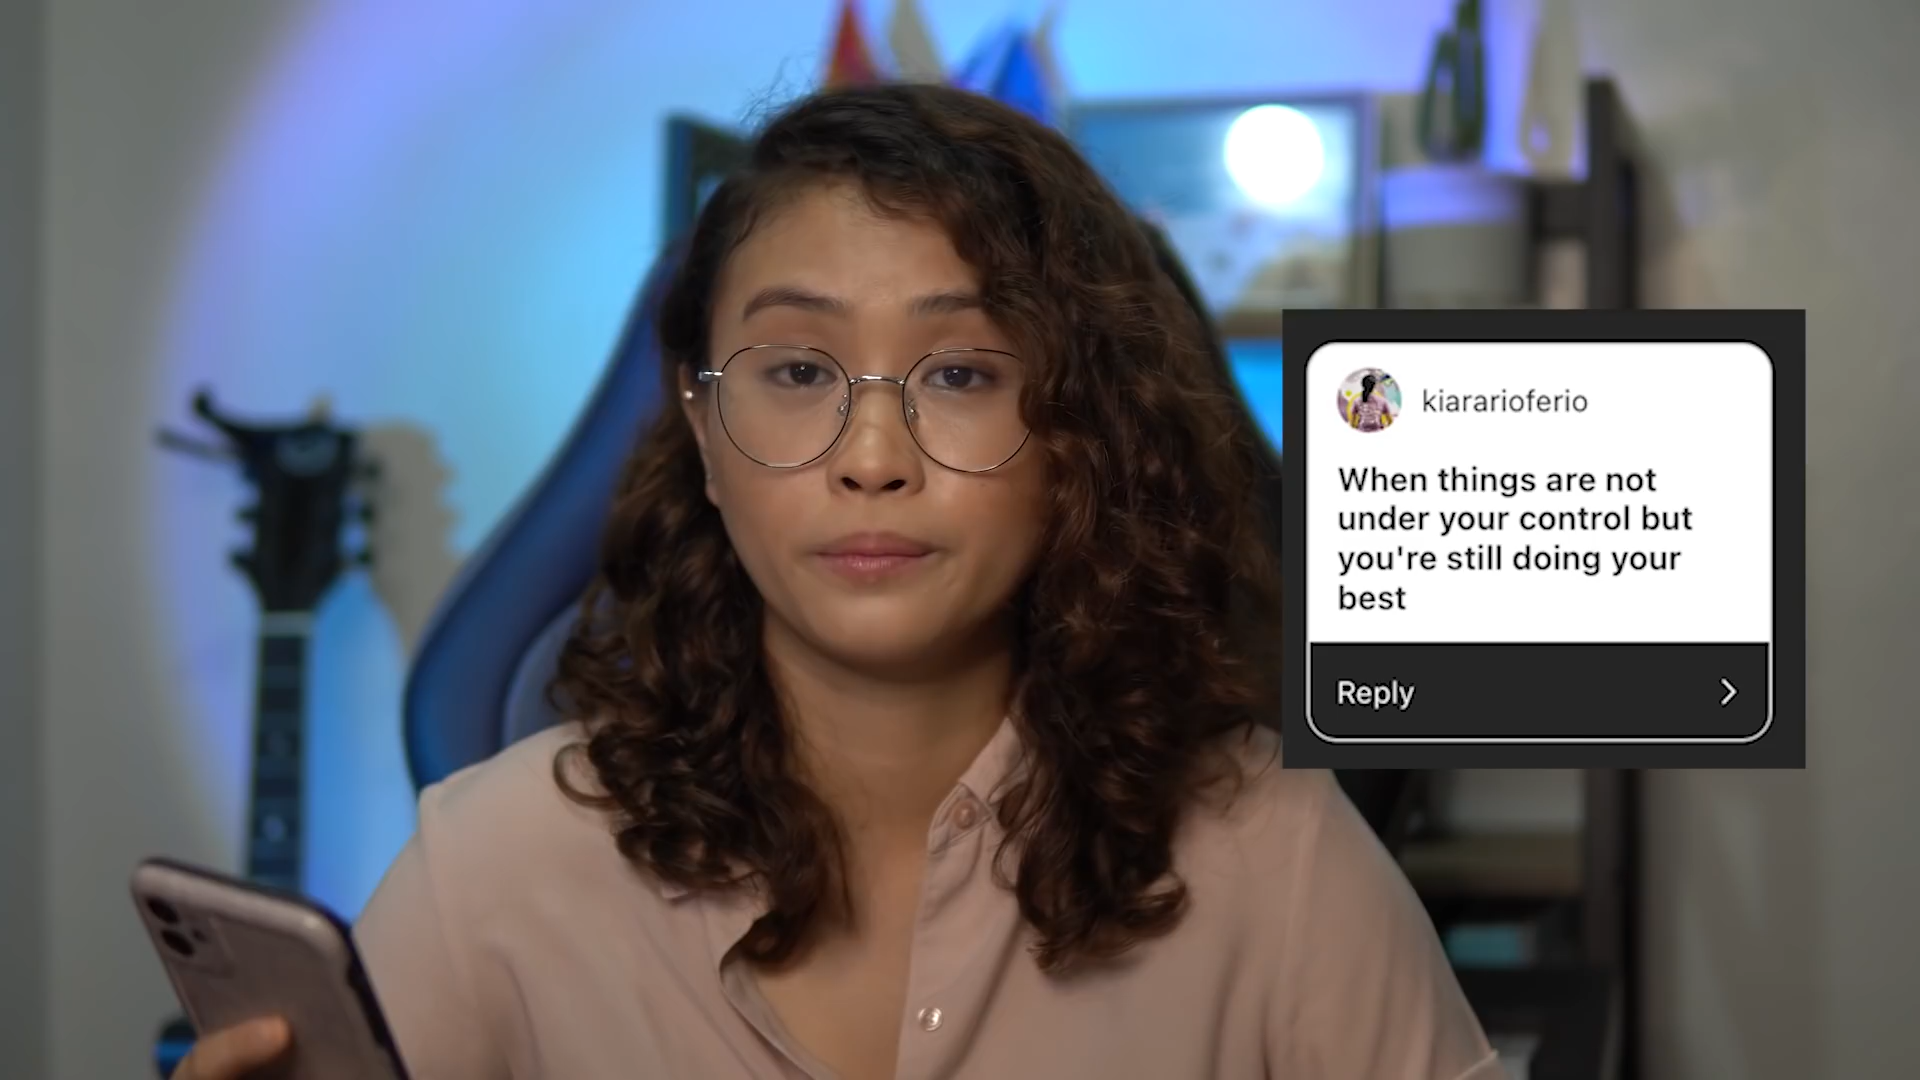 kiararioferio
When things are not
under your control but
you're still doing your
best
Reply